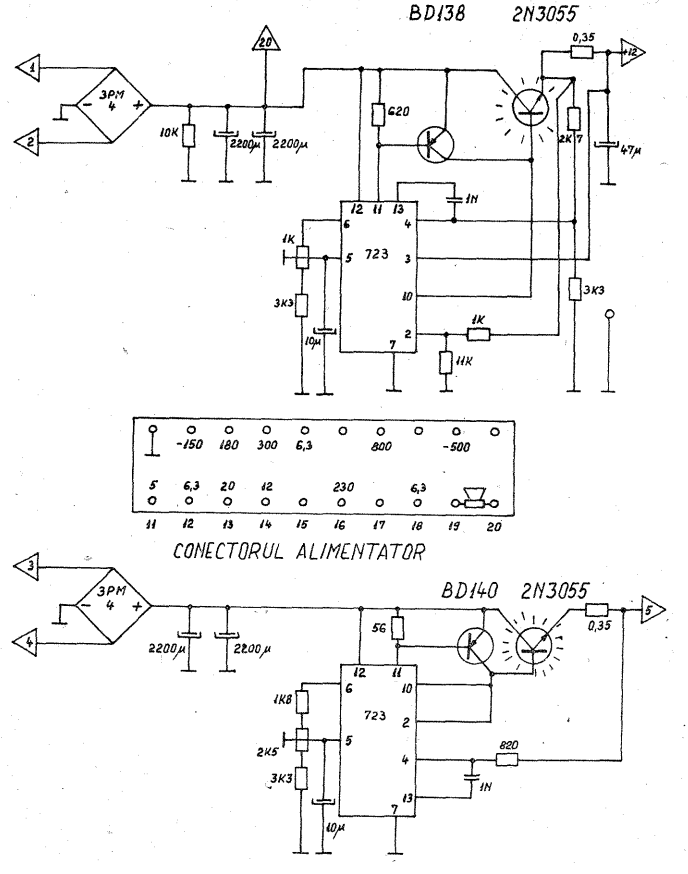 BD138 2N3055
20
0,35
+12
1
3PM
4
- +
2
10K
2200µ
2200µ
620
2K7
47µ
1N
12 11 13
6 4
1K
5 723 3
3K3
10
3K3
10µ
2
1K
11K
7
-150 180 300 6,3 800 -500
5 6,3 20 12 230 6,3
11 12 13 14 15 16 17 18 19 20
CONECTORUL ALIMENTATOR
3
3PM
4
- +
4
BD140 2N3055
5
0,35
56
2200µ 2200µ
12 11
6 10
1K8
723
2
2K5
5
820
4
3K3
1N
13
10µ
7